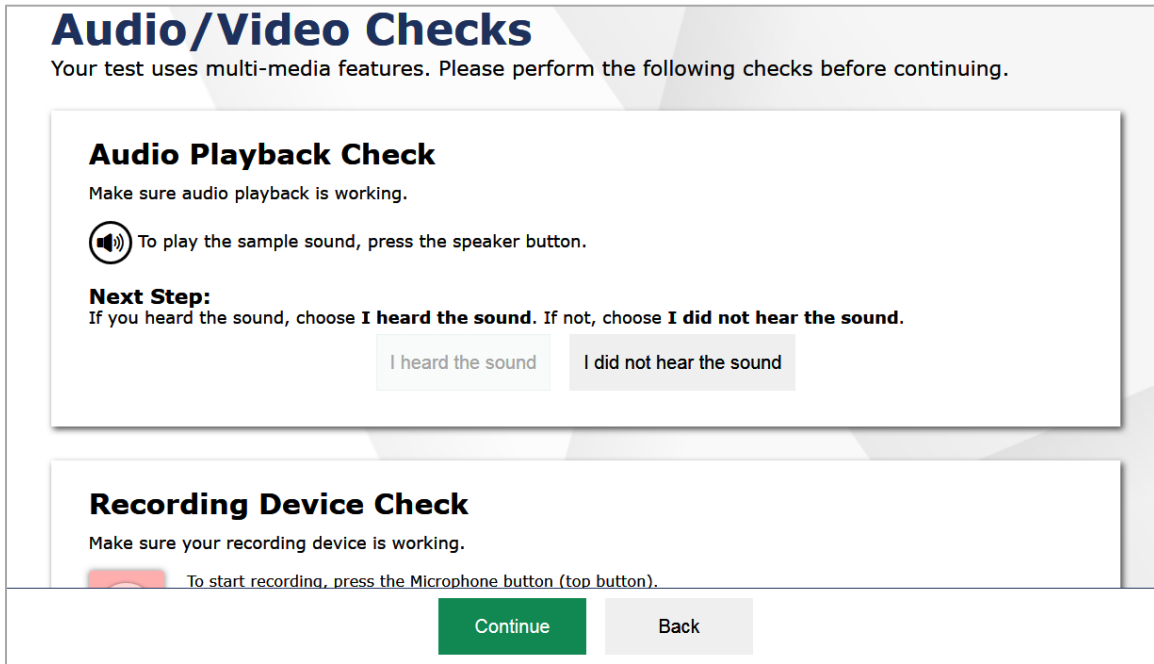 Audio/Video Checks
Your test uses multi-media features. Please perform the following checks before continuing.
Audio Playback Check
Make sure audio playback is working.
To play the sample sound, press the speaker button.
Next Step:
If you heard the sound, choose I heard the sound. If not, choose I did not hear the sound.
I heard the sound
I did not hear the sound
Recording Device Check
Make sure your recording device is working.
To start recording, press the Microphone button (top button).
Continue
Back